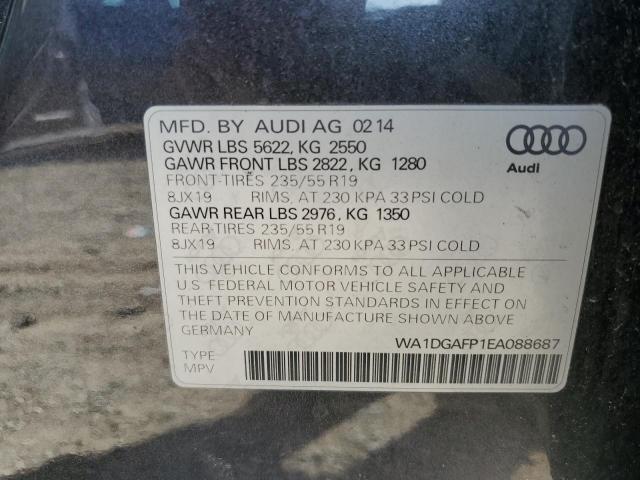 MFD. BY AUDI AG 02 14
GVWR LBS 5622, KG 2550
GAWR FRONT LBS 2822, KG 1280
FRONT-TIRES 235/55 R19
8JX19 RIMS, AT 230 KPA 33 PSI COLD
GAWR REAR LBS 2976, KG 1350
REAR-TIRES 235/55 R19
8JX19 RIMS, AT 230 KPA 33 PSI COLD
Audi
THIS VEHICLE CONFORMS TO ALL APPLICABLE
U.S. FEDERAL MOTOR VEHICLE SAFETY AND
THEFT PREVENTION STANDARDS IN EFFECT ON
THE DATE OF MANUFACTURE SHOWN ABOVE
GERMANY
WA1DGAFP1EA088687
TYPE
MPV